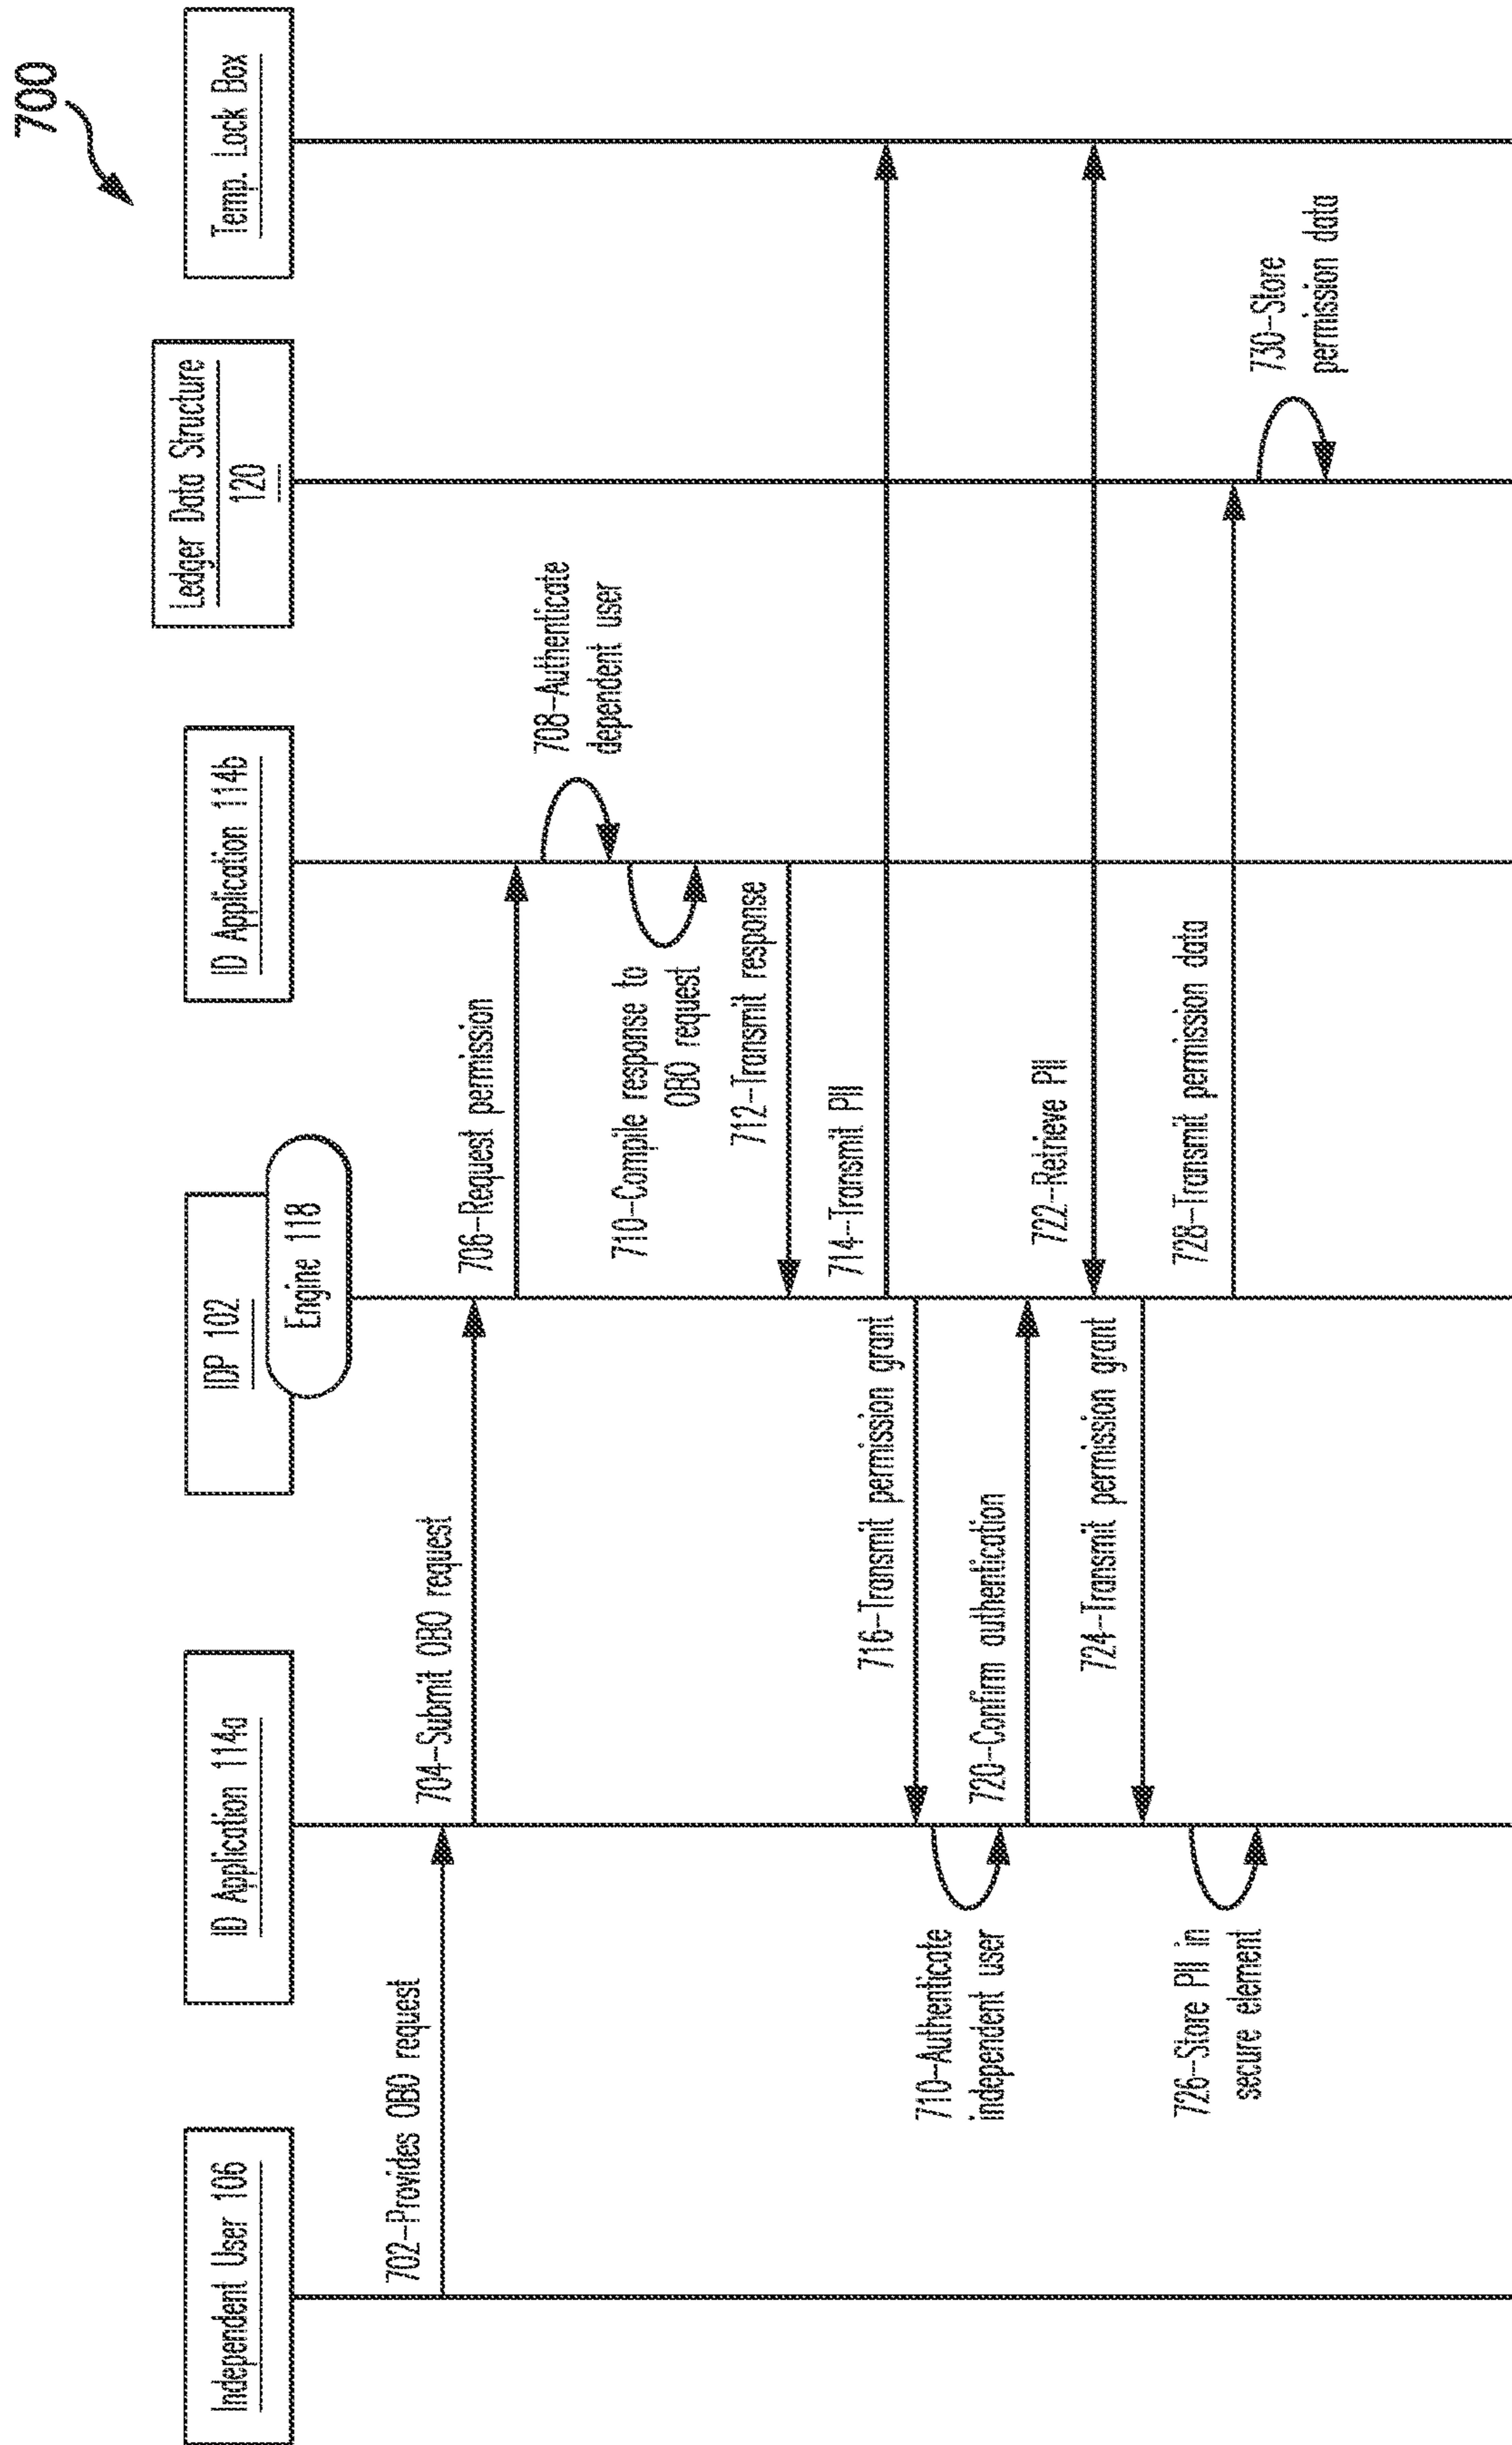 700
Independent User 106
ID Application 114a
IDP 102
Engine 118
ID Application 114b
Ledger Data Structure
120
Temp. Lock Box
702-Provides OBO request
704-Submit OBO request
706-Request permission
708-Authenticate
dependent user
710-Compile response to
OBO request
712-Transmit response
714-Transmit PII
716-Transmit permission grant
710-Authenticate
independent user
720-Confirm authentication
722-Retrieve PII
724-Transmit permission grant
726-Store PII in
secure element
728-Transmit permission data
730-Store
permission data